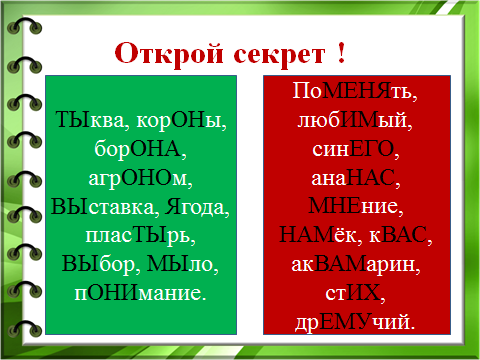 Открой секрет !
ТЫква, корОНы,
борОНА,
агрОНОм,
ВЫставка, Ягода,
пласТЫрь,
ВЫбор, МЫло,
пОНИмание.
ПоМЕНЯть,
любИМый,
синЕГО,
анаНАС,
МНЕние,
НАМёк, кВАС,
акВАМарин,
стИХ,
дрЕМУчий.